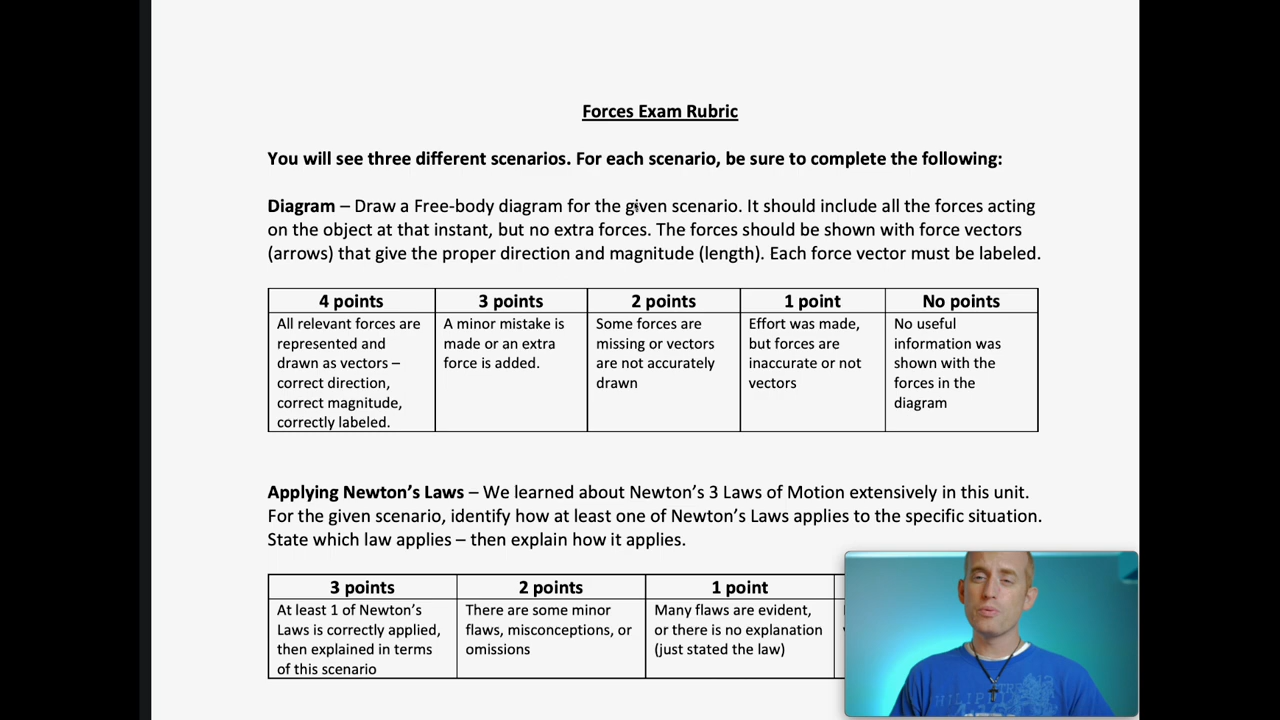 Forces Exam Rubric
You will see three different scenarios. For each scenario, be sure to complete the following:
Diagram – Draw a Free-body diagram for the given scenario. It should include all the forces acting
on the object at that instant, but no extra forces. The forces should be shown with force vectors
(arrows) that give the proper direction and magnitude (length). Each force vector must be labeled.
4 points
3 points
2 points
1 point
No points
All relevant forces are
represented and
drawn as vectors –
correct direction,
correct magnitude,
correctly labeled.
A minor mistake is
made or an extra
force is added.
Some forces are
missing or vectors
are not accurately
drawn
Effort was made,
but forces are
inaccurate or not
vectors
No useful
information was
shown with the
forces in the
diagram
Applying Newton's Laws – We learned about Newton's 3 Laws of Motion extensively in this unit.
For the given scenario, identify how at least one of Newton's Laws applies to the specific situation.
State which law applies – then explain how it applies.
3 points
2 points
1 point
At least 1 of Newton's
Laws is correctly applied,
then explained in terms
of this scenario
There are some minor
flaws, misconceptions, or
omissions
Many flaws are evident,
or there is no explanation
(just stated the law)